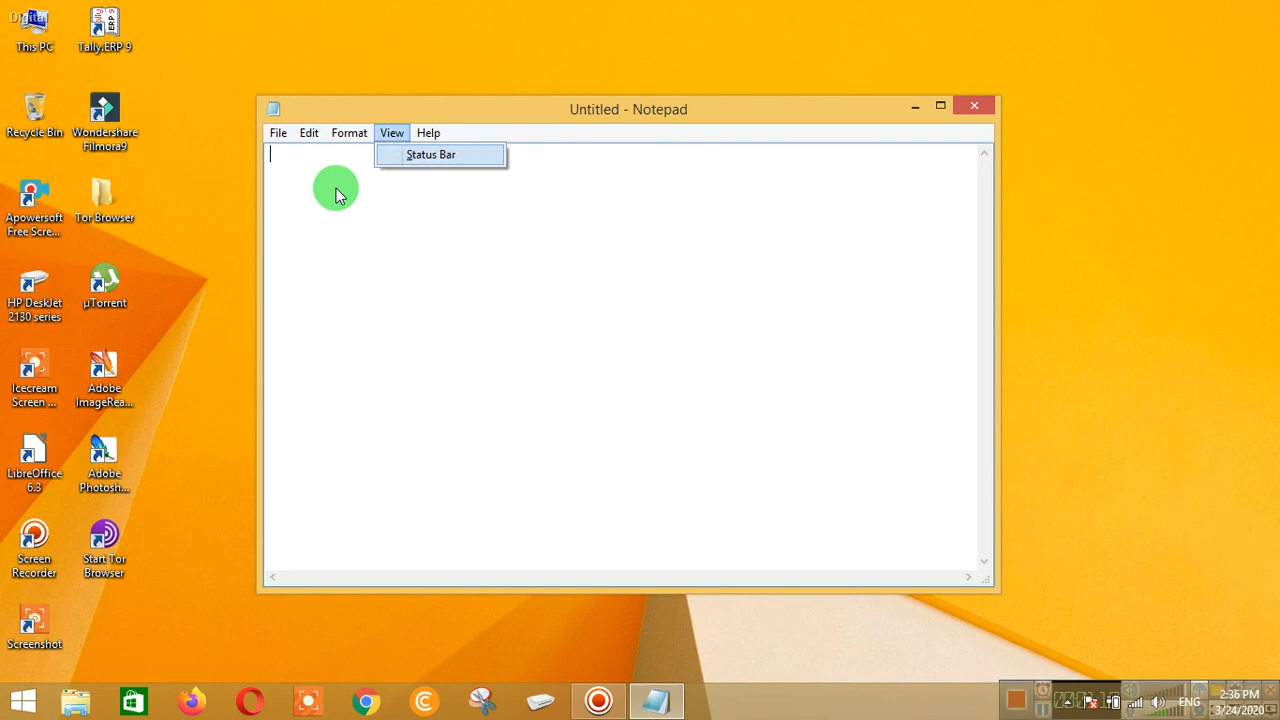 Digital
This PC
Tally.ERP 9
Recycle Bin
Wondershare
Filmora9
Apowersoft
Free Scre...
Tor Browser
HP DeskJet
2130 series
µTorrent
Icecream
Screen ...
Adobe
ImageRea...
LibreOffice
6.3
Adobe
Photosh...
Screen
Recorder
Start Tor
Browser
Screenshot
Untitled - Notepad
File Edit Format View Help
Status Bar
ENG
2:36 PM
3/24/2020